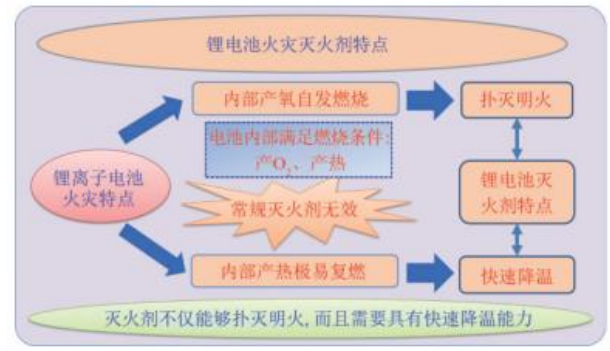 锂电池火灾灭火剂特点
内部产氧自发燃烧
扑灭明火
电池内部满足燃烧条件:
产O₂、产热
锂离子电池
火灾特点
常规灭火剂无效
锂电池灭
火剂特点
内部产热极易复燃
快速降温
灭火剂不仅能够扑灭明火,而且需要具有快速降温能力